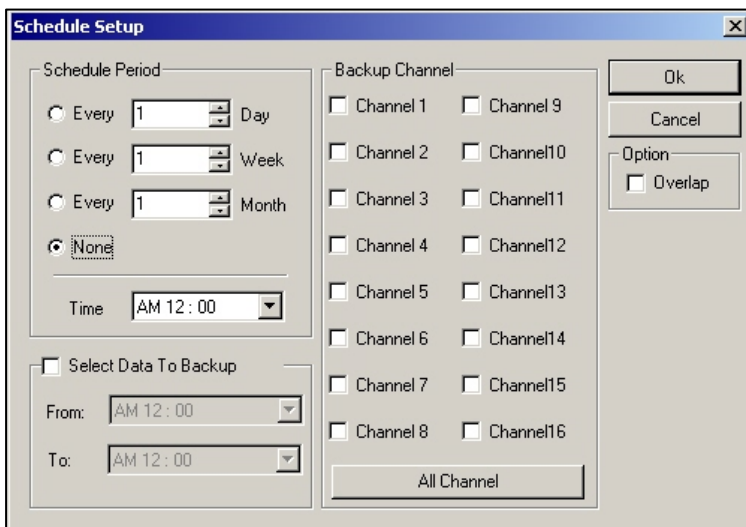 Schedule Setup
Schedule Period
Every 1 Day
Every 1 Week
Every 1 Month
None
Time AM 12 : 00
Select Data To Backup
From: AM 12 : 00
To: AM 12 : 00
Backup Channel
Channel 1 Channel 9
Channel 2 Channel10
Channel 3 Channel11
Channel 4 Channel12
Channel 5 Channel13
Channel 6 Channel14
Channel 7 Channel15
Channel 8 Channel16
All Channel
Ok
Cancel
Option
Overlap